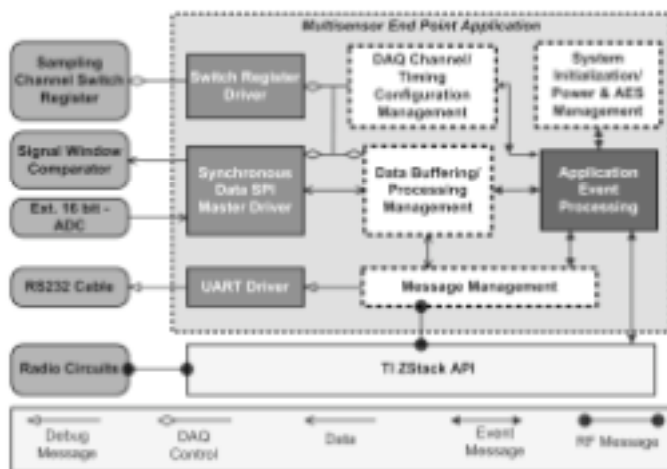 Multisensor End Point Application
Sampling
Channel Switch
Register
Switch Register
Driver
DAQ Channel/
Timing
Configuration
Management
System
Initialization/
Power & AES
Management
Signal Window
Comparator
Synchronous
Data SPI
Master Driver
Data Buffering/
Processing
Management
Application
Event
Processing
Ext. 16 bit -
ADC
RS232 Cable
UART Driver
Message Management
Radio Circuits
TI ZStack API
Debug
Message
DAQ
Control
Data
Event
Message
RF Message